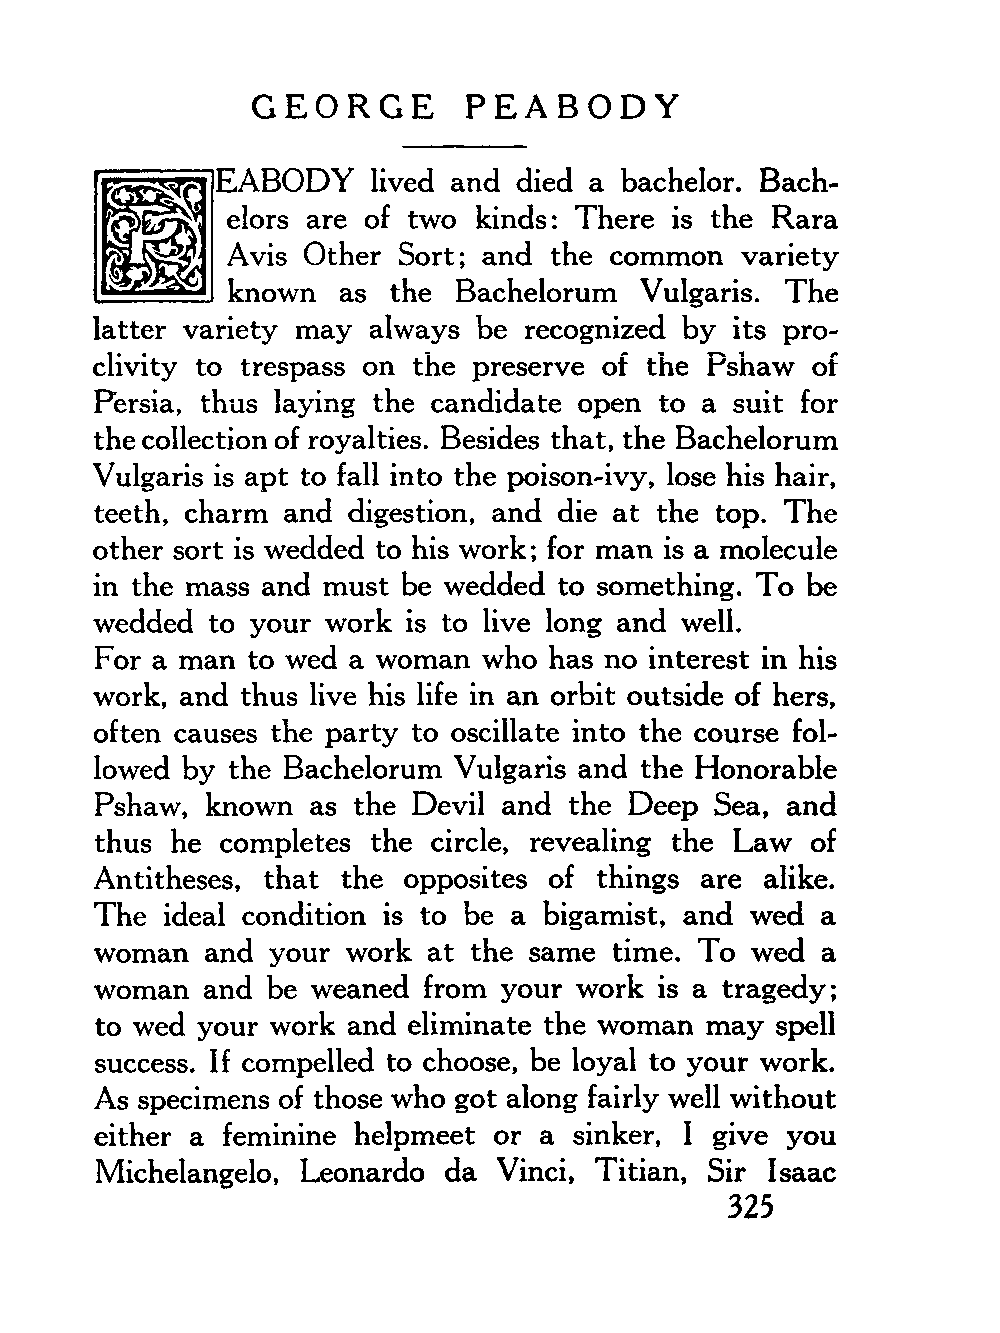 GEORGE PEABODY
PEABODY lived and died a bachelor. Bach-
elors are of two kinds: There is the Rara
Avis Other Sort; and the common variety
known as the Bachelorum Vulgaris. The
latter variety may always be recognized by its pro-
clivity to trespass on the preserve of the Pshaw of
Persia, thus laying the candidate open to a suit for
the collection of royalties. Besides that, the Bachelorum
Vulgaris is apt to fall into the poison-ivy, lose his hair,
teeth, charm and digestion, and die at the top. The
other sort is wedded to his work; for man is a molecule
in the mass and must be wedded to something. To be
wedded to your work is to live long and well.
For a man to wed a woman who has no interest in his
work, and thus live his life in an orbit outside of hers,
often causes the party to oscillate into the course fol-
lowed by the Bachelorum Vulgaris and the Honorable
Pshaw, known as the Devil and the Deep Sea, and
thus he completes the circle, revealing the Law of
Antitheses, that the opposites of things are alike.
The ideal condition is to be a bigamist, and wed a
woman and your work at the same time. To wed a
woman and be weaned from your work is a tragedy;
to wed your work and eliminate the woman may spell
success. If compelled to choose, be loyal to your work.
As specimens of those who got along fairly well without
either a feminine helpmeet or a sinker, I give you
Michelangelo, Leonardo da Vinci, Titian, Sir Isaac
325